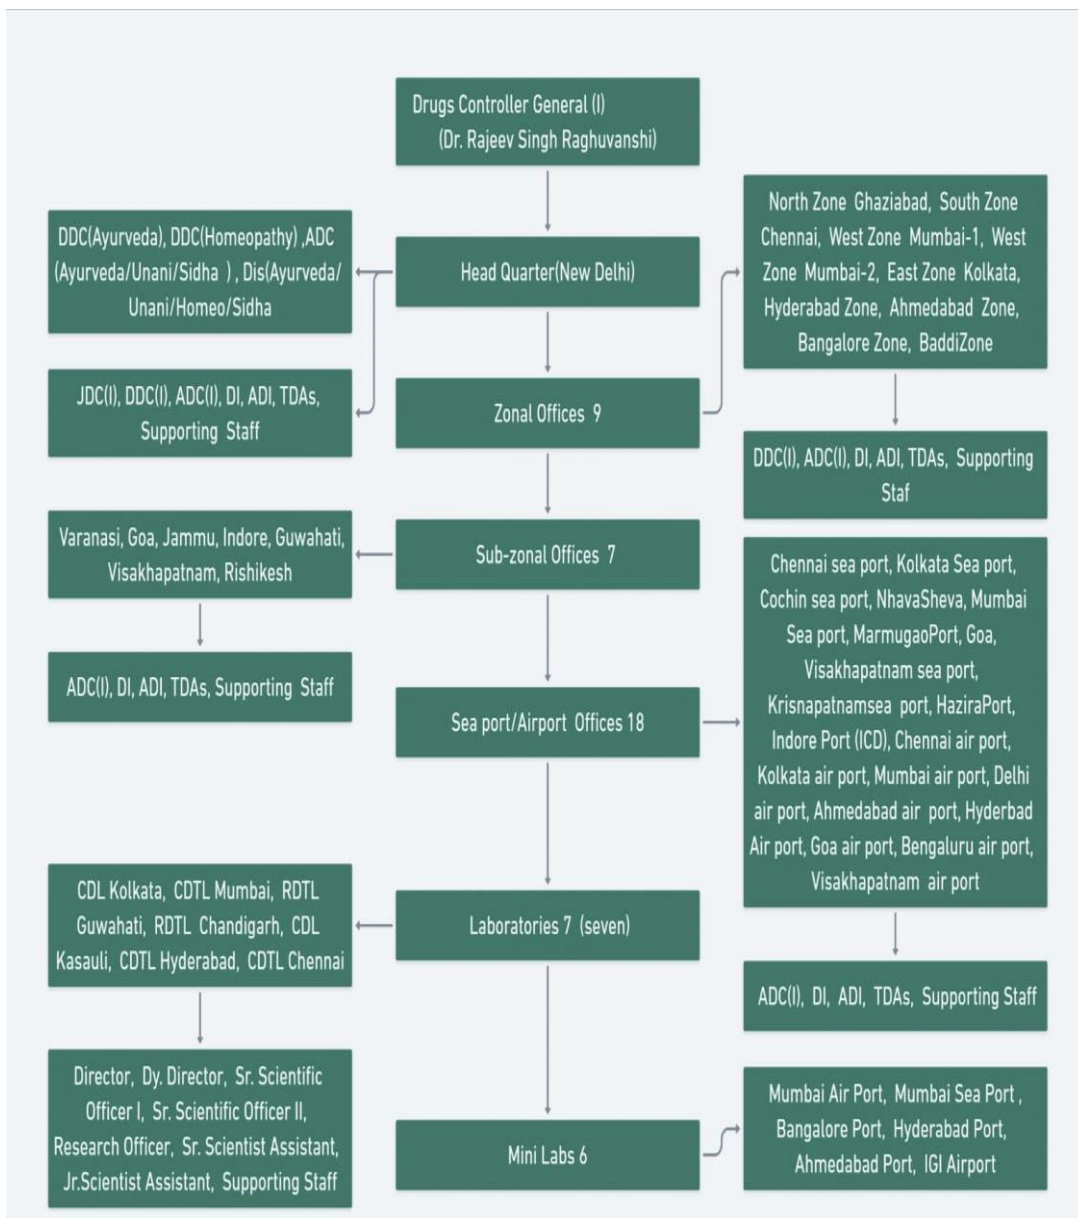 Drugs Controller General (I)
(Dr. Rajeev Singh Raghuvanshi)
Head Quarter(New Delhi)
DDC(Ayurveda), DDC(Homeopathy) ,ADC
(Ayurveda/Unani/Sidha ) , Dis(Ayurveda/
Unani/Homeo/Sidha
JDC(I), DDC(I), ADC(I), DI, ADI, TDAs,
Supporting Staff
Zonal Offices 9
North Zone Ghaziabad, South Zone
Chennai, West Zone Mumbai-1, West
Zone Mumbai-2, East Zone Kolkata,
Hyderabad Zone, Ahmedabad Zone,
Bangalore Zone, BaddiZone
DDC(I), ADC(I), DI, ADI, TDAs, Supporting
Staf
Sub-zonal Offices 7
Varanasi, Goa, Jammu, Indore, Guwahati,
Visakhapatnam, Rishikesh
ADC(I), DI, ADI, TDAs, Supporting Staff
Sea port/Airport Offices 18
Chennai sea port, Kolkata Sea port,
Cochin sea port, NhavaSheva, Mumbai
Sea port, MarmugaoPort, Goa,
Visakhapatnam sea port,
Krisnapatnamsea port, HaziraPort,
Indore Port (ICD), Chennai air port,
Kolkata air port, Mumbai air port, Delhi
air port, Ahmedabad air port, Hyderbad
Air port, Goa air port, Bengaluru air port,
Visakhapatnam air port
ADC(I), DI, ADI, TDAs, Supporting Staff
Laboratories 7 (seven)
CDL Kolkata, CDTL Mumbai, RDTL
Guwahati, RDTL Chandigarh, CDL
Kasauli, CDTL Hyderabad, CDTL Chennai
Director, Dy. Director, Sr. Scientific
Officer I, Sr. Scientific Officer II,
Research Officer, Sr. Scientist Assistant,
Jr.Scientist Assistant, Supporting Staff
Mini Labs 6
Mumbai Air Port, Mumbai Sea Port ,
Bangalore Port, Hyderabad Port,
Ahmedabad Port, IGI Airport